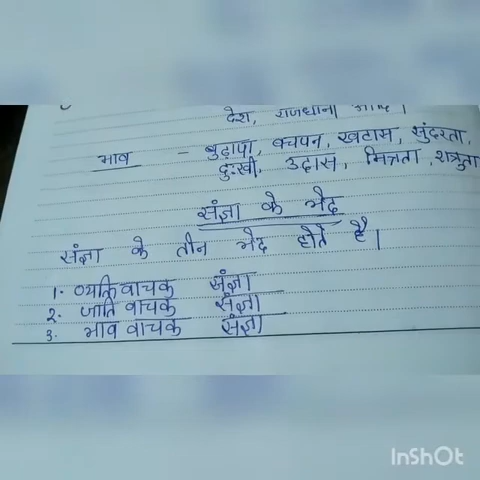 देश, राजधानी आदि।
भाव - बुढ़ापा, बचपन, खटास, सुंदरता,
दुःखी, उदास, मित्रता, शत्रुता
संज्ञा के भेद
संज्ञा के तीन भेद होते है।
1. व्यक्ति वाचक संज्ञा
2. जाति वाचक संज्ञा
3. भाव वाचक संज्ञा
InShOt